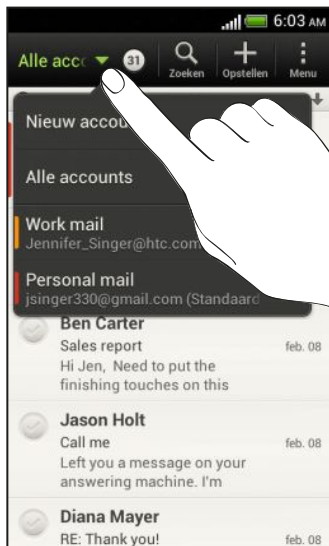 6:03 AM
Alle acc
31
Zoeken
Opstellen
Menu
Nieuw accou
Alle accounts
Work mail
Jennifer_Singer@htc.com
Personal mail
jsinger330@gmail.com (Standaard
Ben Carter
Sales report feb. 08
Hi Jen, Need to put the
finishing touches on this
Jason Holt
Call me feb. 08
Left you a message on your
answering machine. I'm
Diana Mayer
RE: Thank you! feb. 08